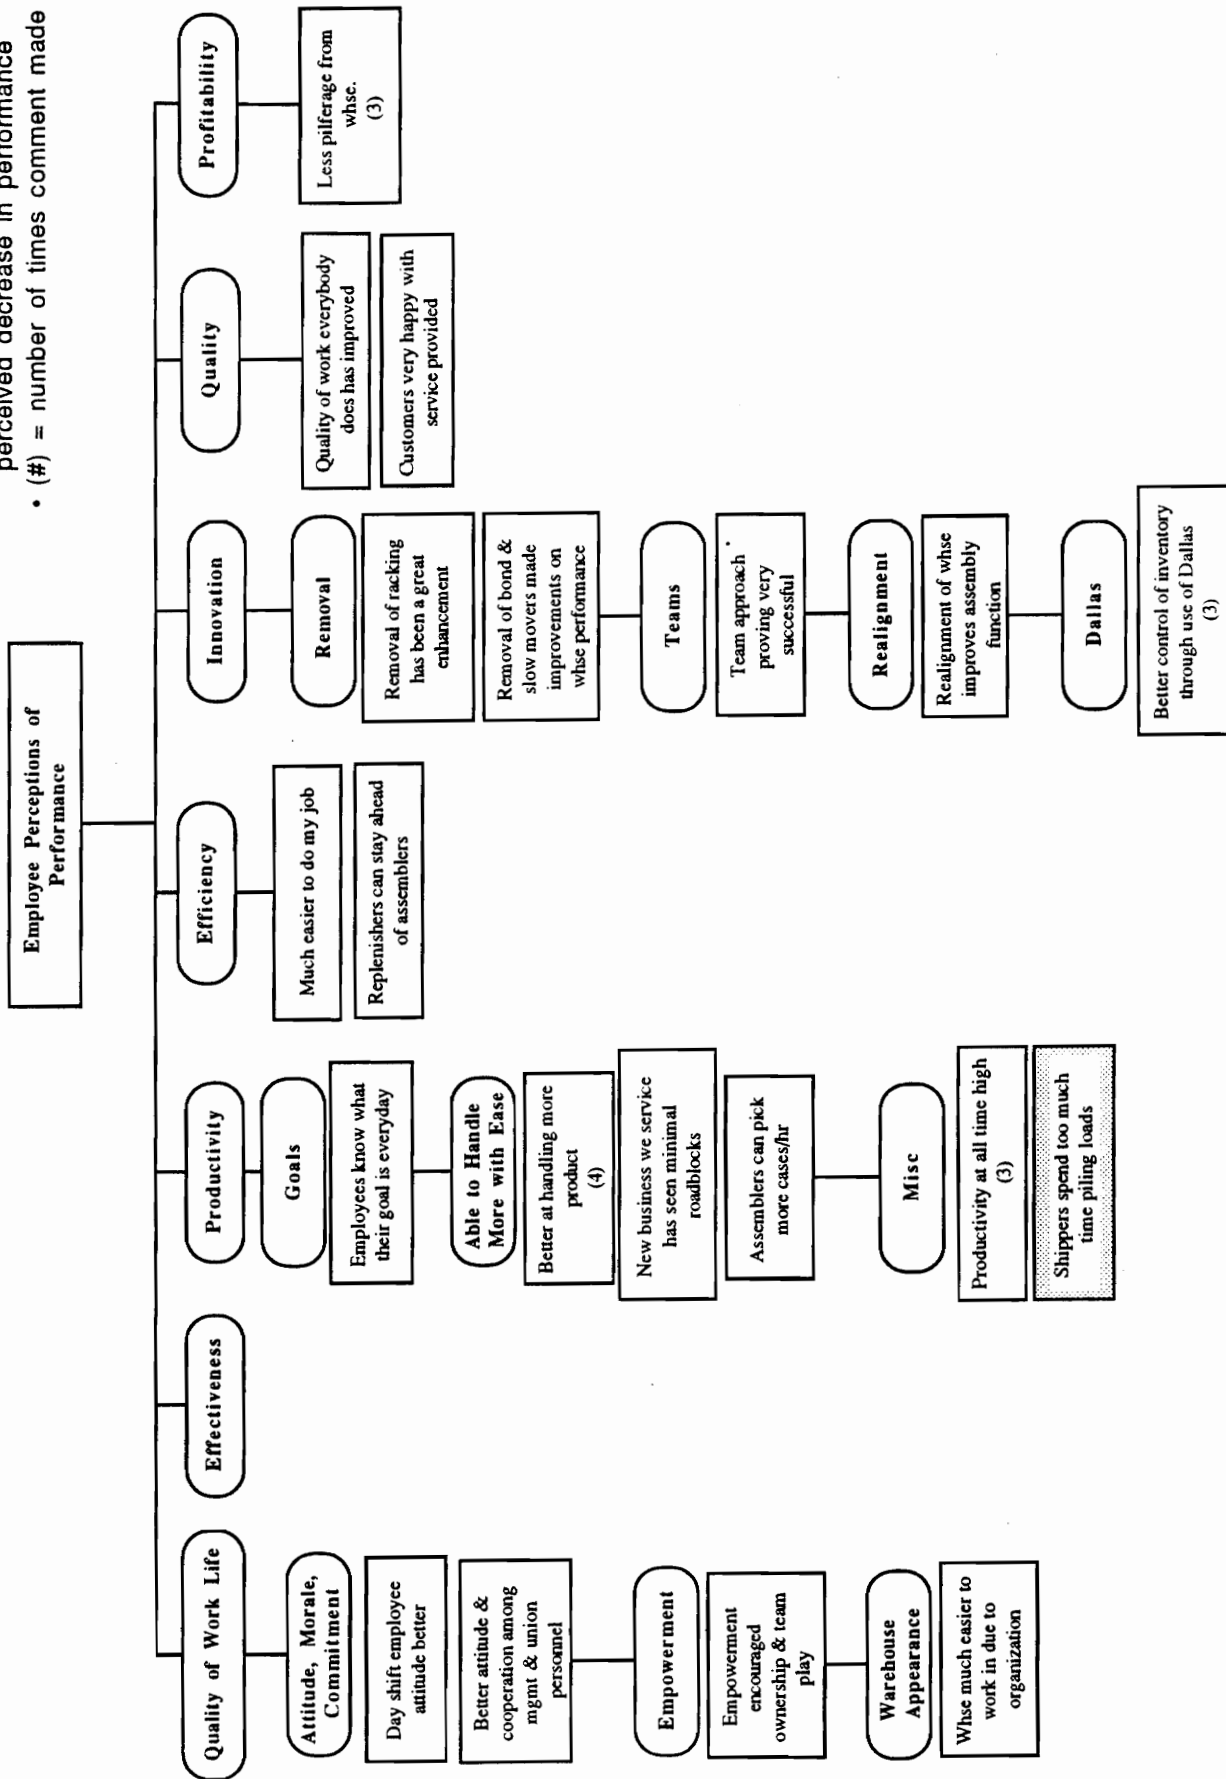 perceived decrease in performance
• (#) = number of times comment made
Employee Perceptions of
Performance
Quality of Work Life
Attitude, Morale,
Commitment
Day shift employee
attitude better
Better attitude &
cooperation among
mgmt & union
personnel
Empowerment
Empowerment
encouraged
ownership & team
play
Warehouse
Appearance
Whse much easier to
work in due to
organization
Effectiveness
Productivity
Goals
Employees know what
their goal is everyday
Able to Handle
More with Ease
Better at handling more
product
(4)
New business we service
has seen minimal
roadblocks
Assemblers can pick
more cases/hr
Misc
Productivity at all time high
(3)
Shippers spend too much
time piling loads
Efficiency
Much easier to do my job
Replenishers can stay ahead
of assemblers
Innovation
Removal
Removal of racking
has been a great
enhancement
Removal of bond &
slow movers made
improvements on
whse performance
Teams
Team approach
proving very
successful
Realignment
Realignment of whse
improves assembly
function
Dallas
Better control of inventory
through use of Dallas
(3)
Quality
Quality of work everybody
does has improved
Customers very happy with
service provided
Profitability
Less pilferage from
whse.
(3)